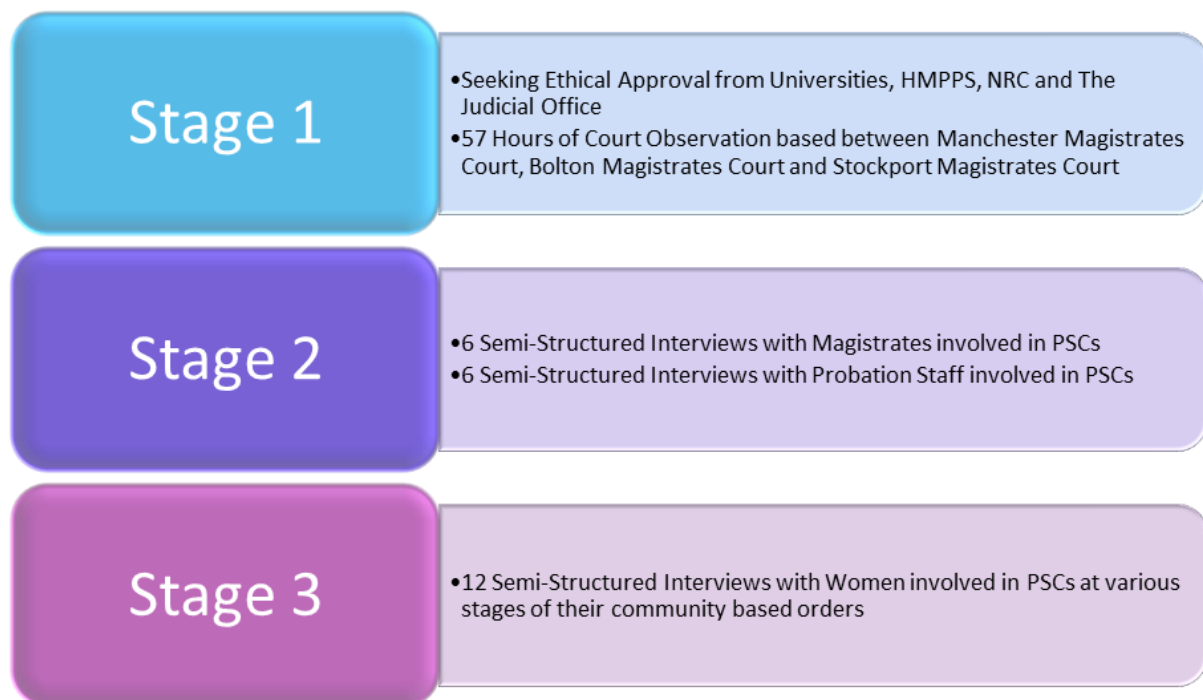 Stage 1
•Seeking Ethical Approval from Universities, HMPPS, NRC and The
Judicial Office
•57 Hours of Court Observation based between Manchester Magistrates
Court, Bolton Magistrates Court and Stockport Magistrates Court
Stage 2
•6 Semi-Structured Interviews with Magistrates involved in PSCs
•6 Semi-Structured Interviews with Probation Staff involved in PSCs
Stage 3
•12 Semi-Structured Interviews with Women involved in PSCs at various
stages of their community based orders